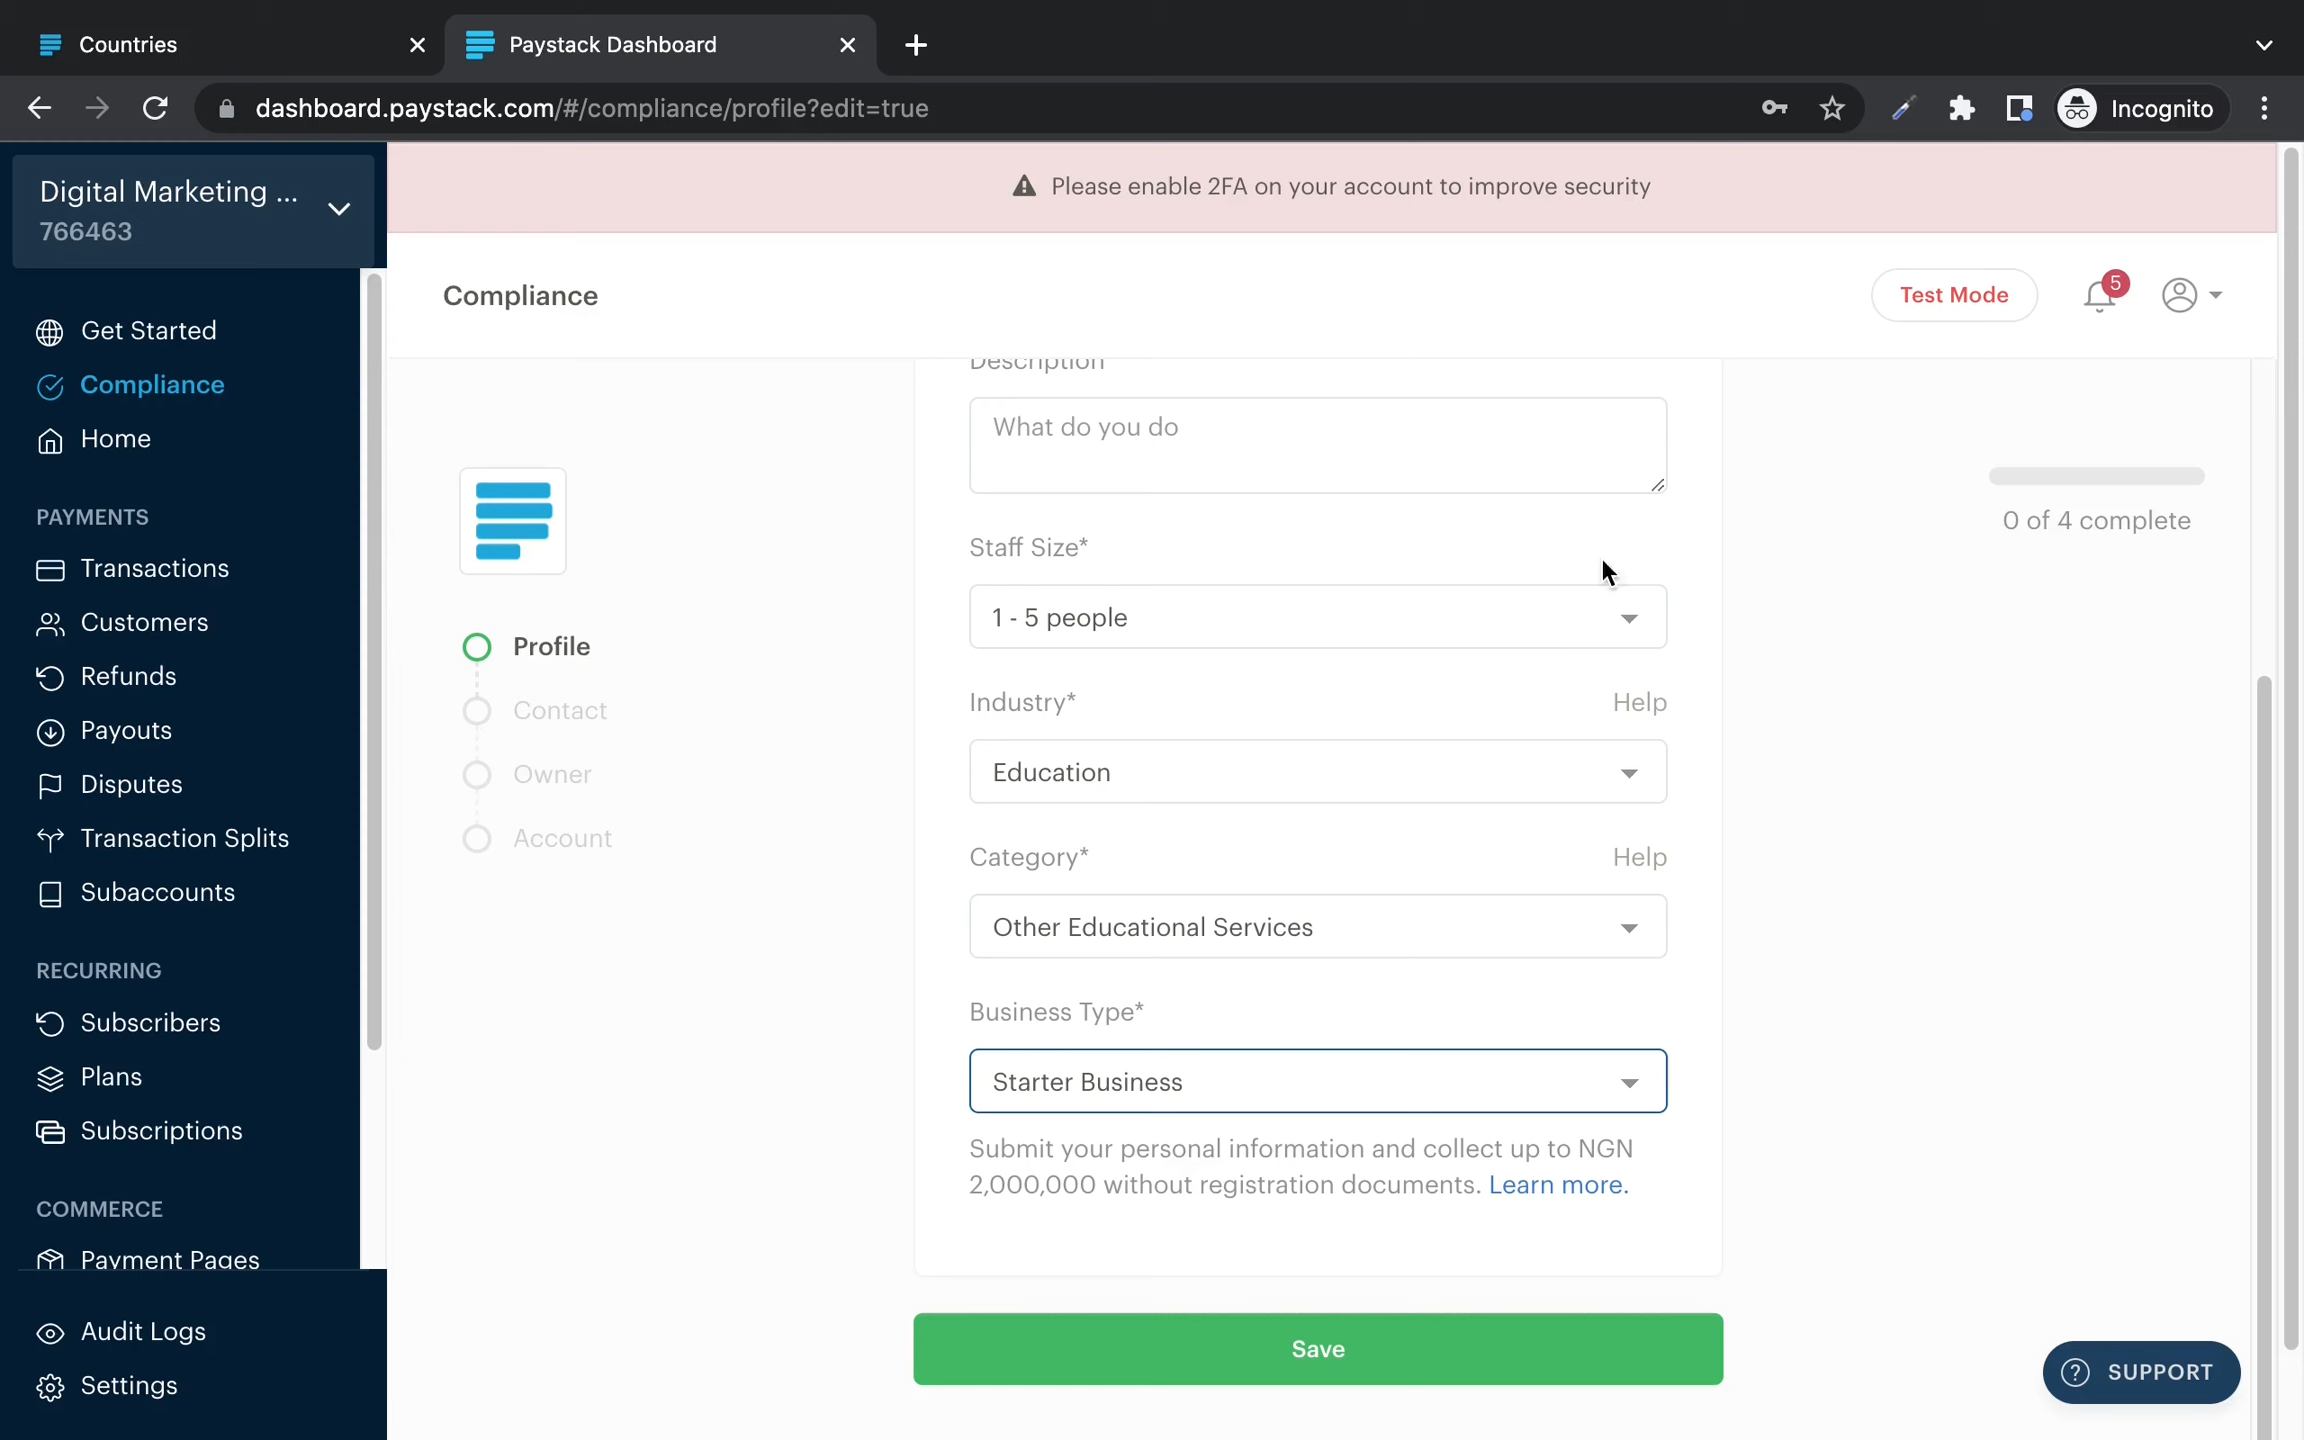 Countries
Paystack Dashboard
dashboard.paystack.com/#/compliance/profile?edit=true
Incognito
Digital Marketing ...
766463
Please enable 2FA on your account to improve security
Compliance
Test Mode
5
Get Started
Compliance
Home
PAYMENTS
Transactions
Customers
Refunds
Payouts
Disputes
Transaction Splits
Subaccounts
RECURRING
Subscribers
Plans
Subscriptions
COMMERCE
Payment Pages
Audit Logs
Settings
Profile
Contact
Owner
Account
Description
What do you do
Staff Size*
1 - 5 people
Industry*
Help
Education
Category*
Help
Other Educational Services
Business Type*
Starter Business
Submit your personal information and collect up to NGN
2,000,000 without registration documents. Learn more.
Save
0 of 4 complete
SUPPORT